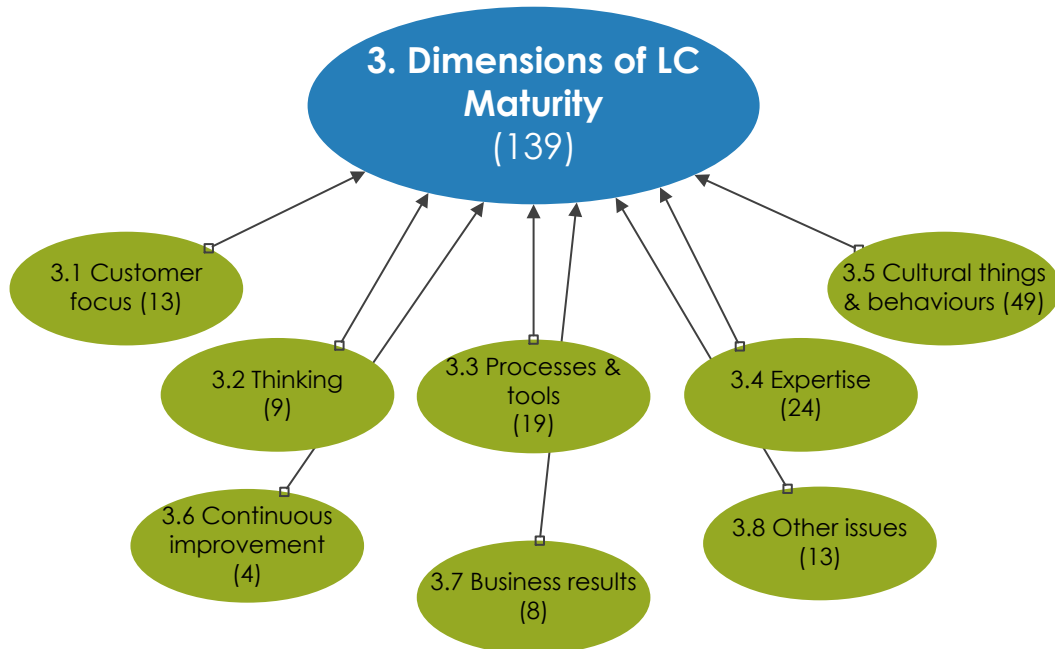 3. Dimensions of LC
Maturity
(139)
3.1 Customer
focus (13)
3.5 Cultural things
& behaviours (49)
3.2 Thinking
(9)
3.3 Processes &
tools
(19)
3.4 Expertise
(24)
3.6 Continuous
improvement
(4)
3.7 Business results
(8)
3.8 Other issues
(13)